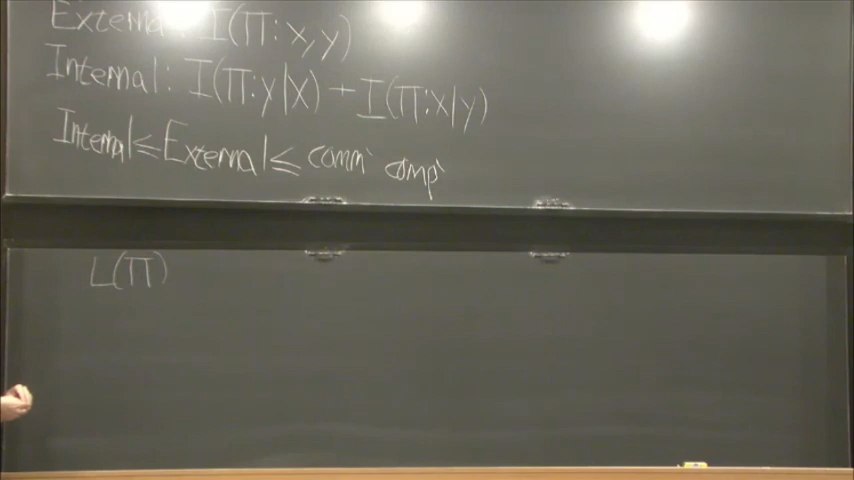 External: I(Π: x, y)
Internal: I(Π:y|x) + I(Π:x|y)
Internal ≤ External ≤ comm' comp'
L(Π)